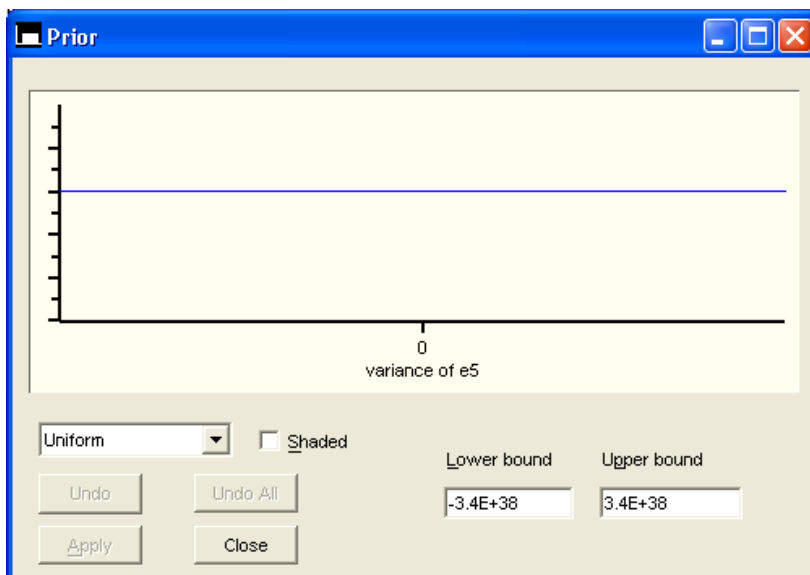 Prior
0
variance of e5
Uniform
Shaded
Lower bound
Upper bound
Undo
Undo All
-3.4E+38
3.4E+38
Apply
Close